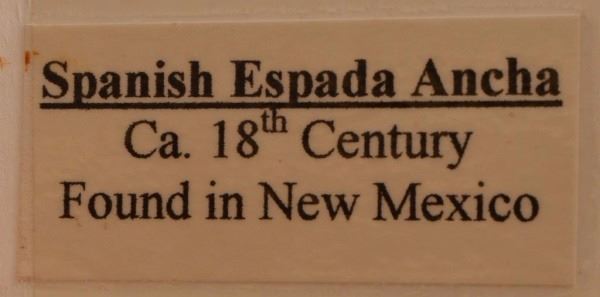 Spanish Espada Ancha
Ca. 18th Century
Found in New Mexico